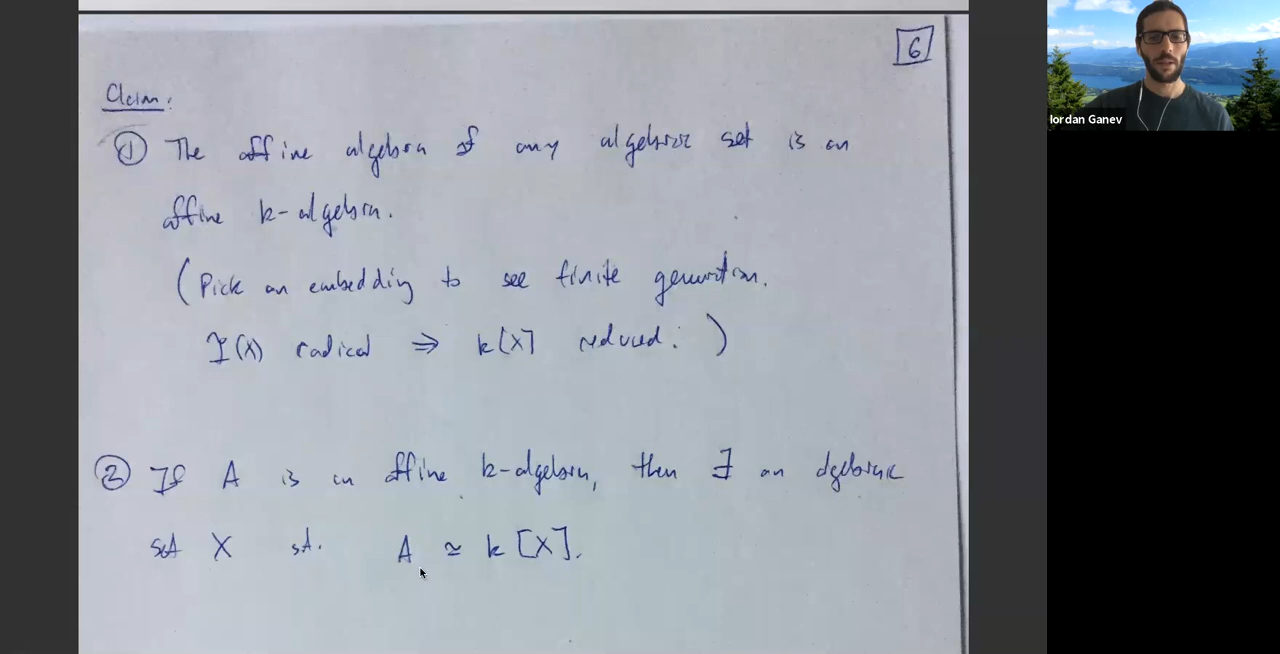 6
Claim:
① The affine algebra of any algebraic set is an
affine k-algebra.
(Pick an embedding to see finite generation.
I(X) radical ⇒ k[X] reduced.)
② If A is an affine k-algebra, then ∃ an algebraic
set X st. A ≃ k[X].
Iordan Ganev